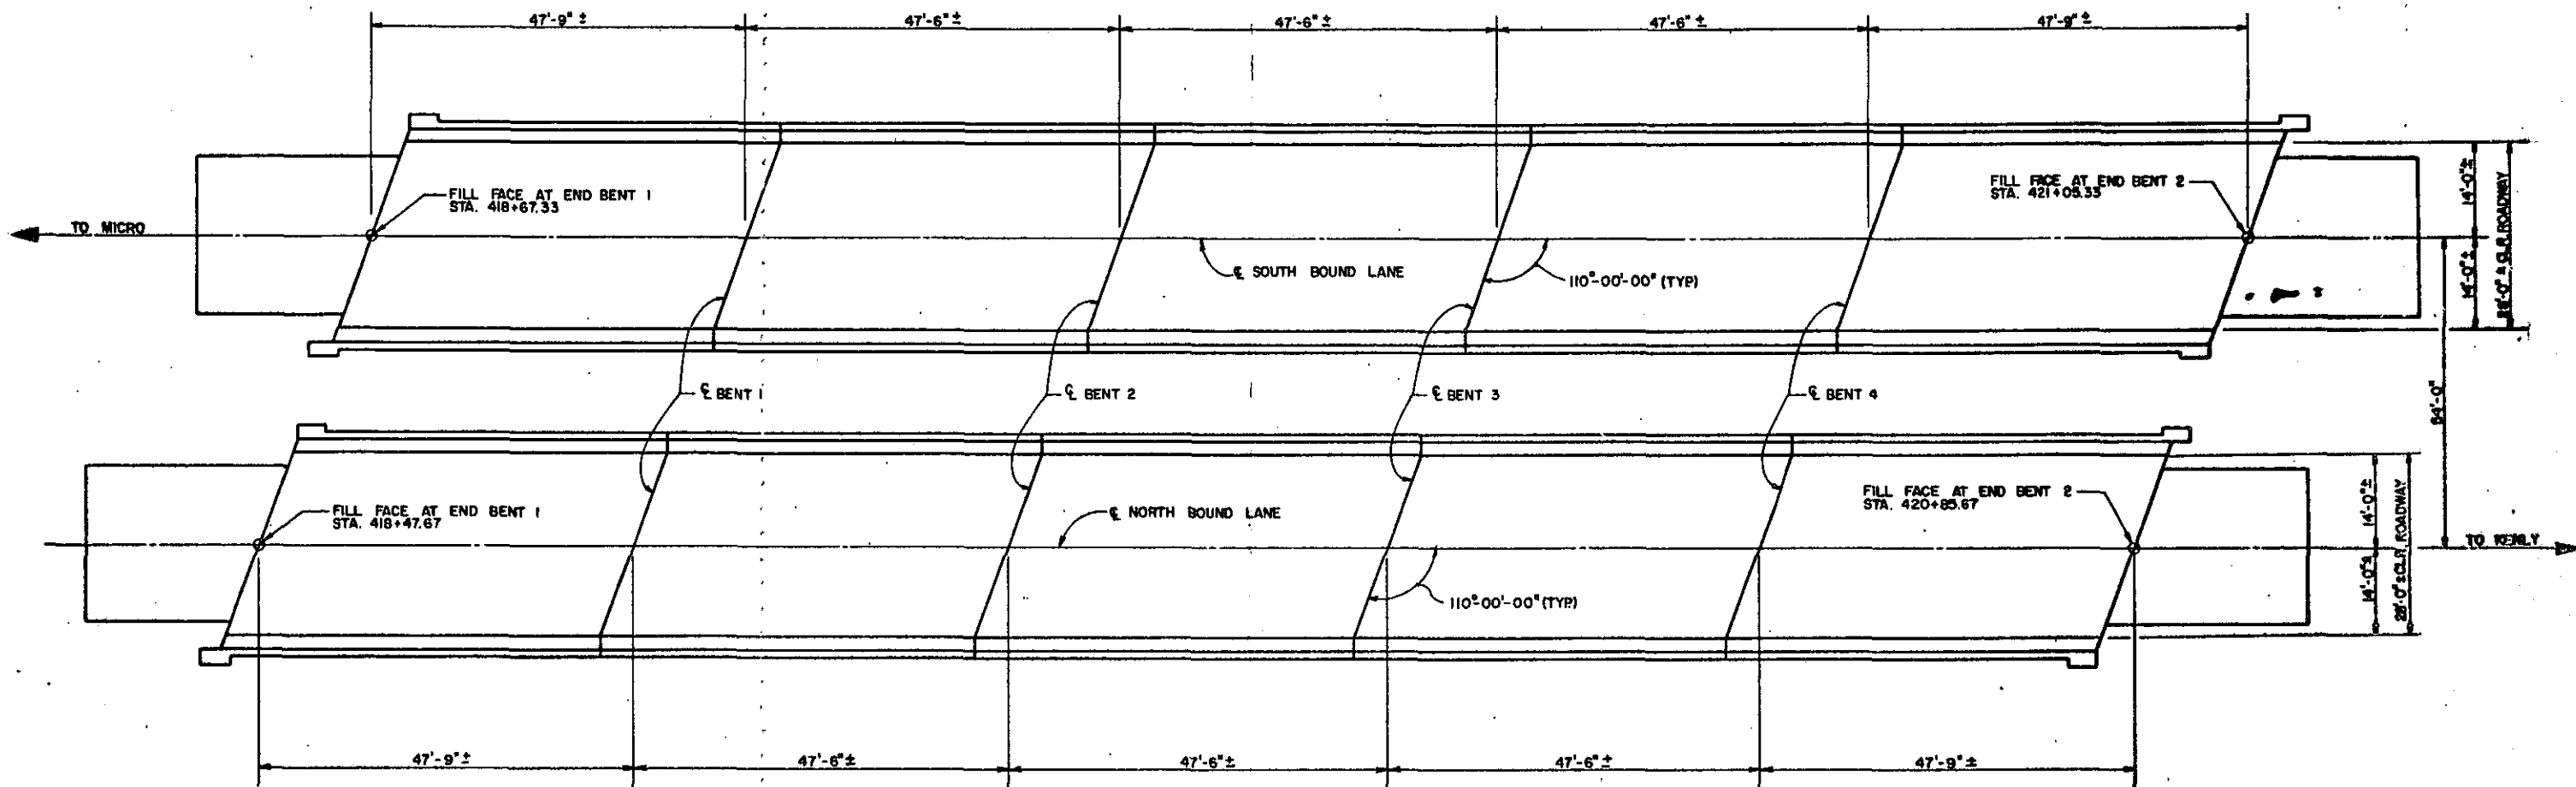 47'-9" ± 47'-6" ± 47'-6" ± 47'-6" ± 47'-9" ±
FILL FACE AT END BENT 1
STA. 418+67.33
FILL FACE AT END BENT 2
STA. 421+05.33
14'-0" ±
14'-0" ±
28'-0" ± CLR. ROADWAY
TO MICRO
℄ SOUTH BOUND LANE
110°-00'-00" (TYP)
64'-0"
℄ BENT 1
℄ BENT 2
℄ BENT 3
℄ BENT 4
FILL FACE AT END BENT 1
STA. 418+47.67
℄ NORTH BOUND LANE
FILL FACE AT END BENT 2
STA. 420+85.67
14'-0" ±
14'-0" ±
28'-0" ± CLR. ROADWAY
TO KENLY
110°-00'-00" (TYP)
47'-9" ± 47'-6" ± 47'-6" ± 47'-6" ± 47'-9" ±